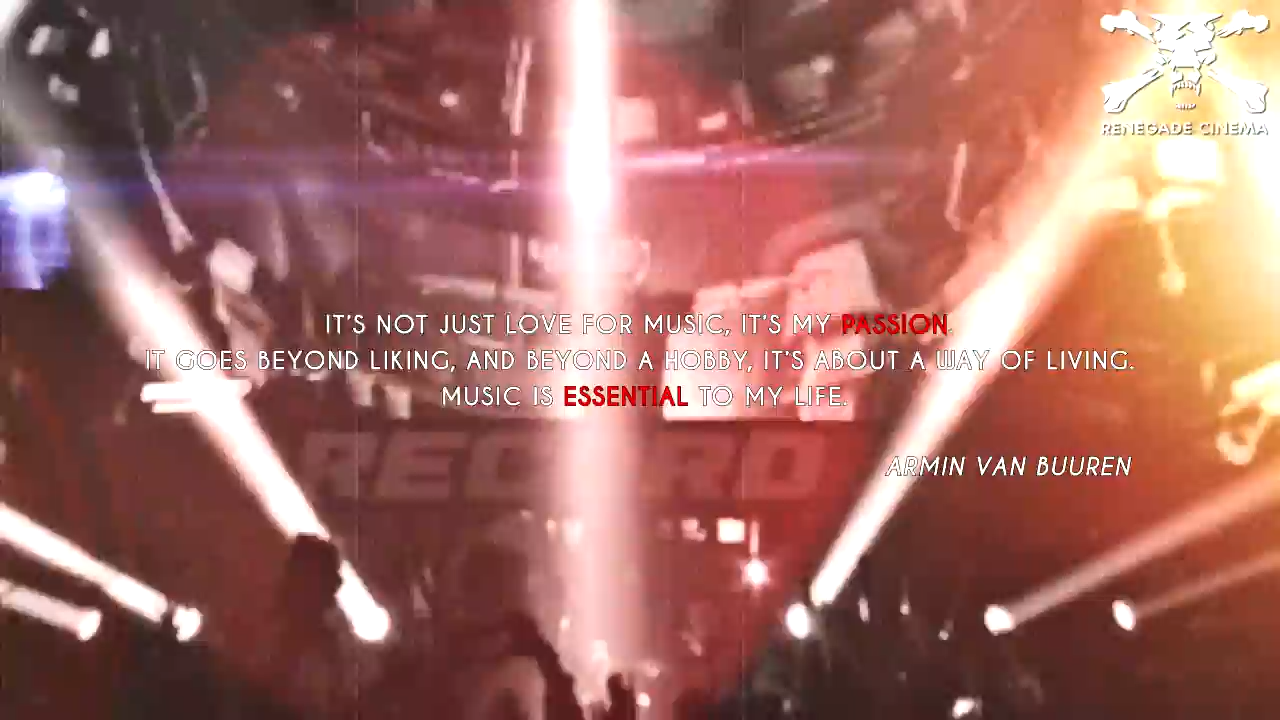 RENEGADE CINEMA
IT'S NOT JUST LOVE FOR MUSIC, IT'S MY PASSION.
IT GOES BEYOND LIKING, AND BEYOND A HOBBY, IT'S ABOUT A WAY OF LIVING.
MUSIC IS ESSENTIAL TO MY LIFE.
RECORD
ARMIN VAN BUUREN